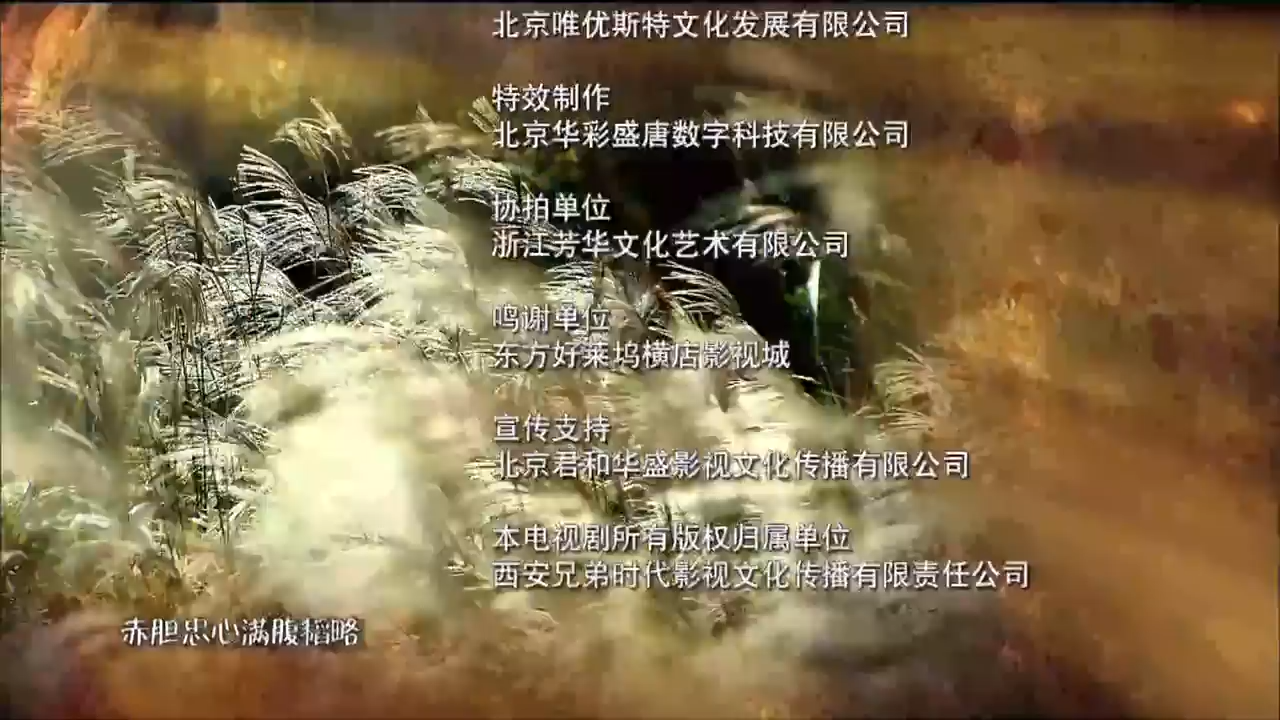 北京唯优斯特文化发展有限公司
特效制作
北京华彩盛唐数字科技有限公司
协拍单位
浙江芳华文化艺术有限公司
鸣谢单位
东方好莱坞横店影视城
宣传支持
北京君和华盛影视文化传播有限公司
本电视剧所有版权归属单位
西安兄弟时代影视文化传播有限责任公司
赤胆忠心满腹韬略